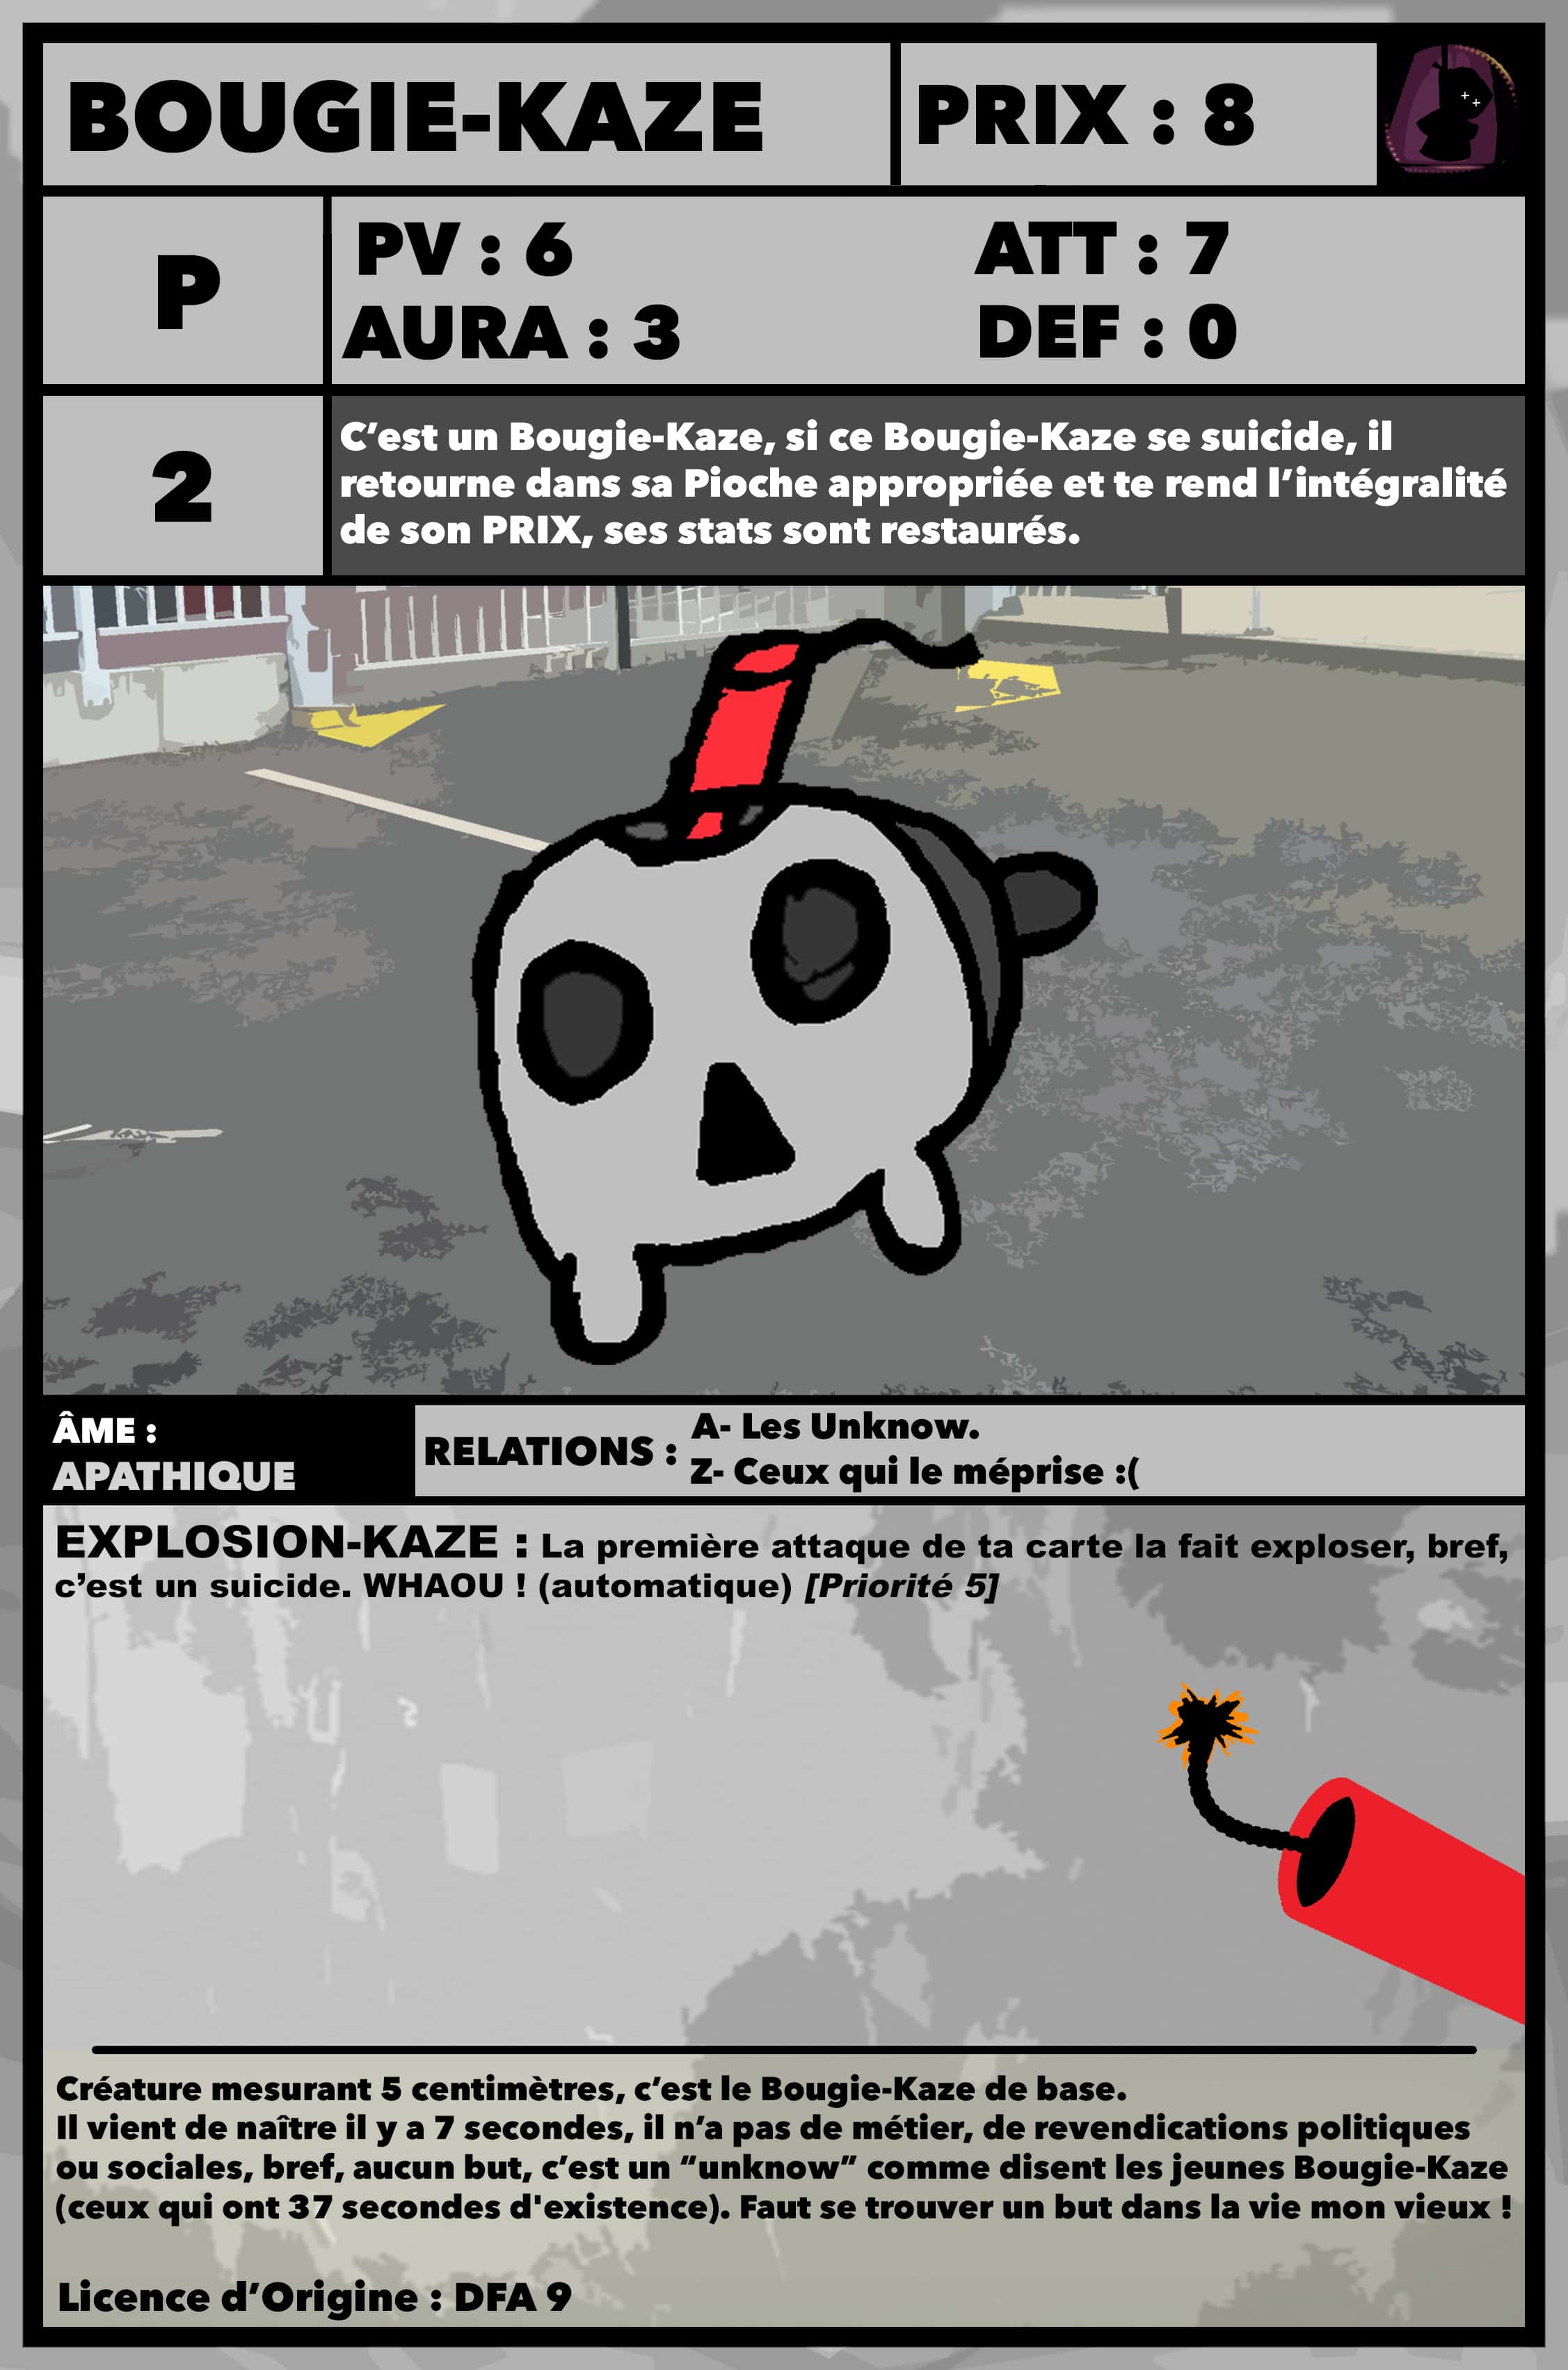 BOUGIE-KAZE
PRIX : 8
P
PV : 6
ATT : 7
AURA : 3
DEF : 0
2
C’est un Bougie-Kaze, si ce Bougie-Kaze se suicide, il
retourne dans sa Pioche appropriée et te rend l’intégralité
de son PRIX, ses stats sont restaurés.
ÂME :
APATHIQUE
RELATIONS :
A- Les Unknow.
Z- Ceux qui le méprise :(
EXPLOSION-KAZE : La première attaque de ta carte la fait exploser, bref,
c’est un suicide. WHAOU ! (automatique) [Priorité 5]
Créature mesurant 5 centimètres, c’est le Bougie-Kaze de base.
Il vient de naître il y a 7 secondes, il n’a pas de métier, de revendications politiques
ou sociales, bref, aucun but, c’est un “unknow” comme disent les jeunes Bougie-Kaze
(ceux qui ont 37 secondes d'existence). Faut se trouver un but dans la vie mon vieux !
Licence d’Origine : DFA 9